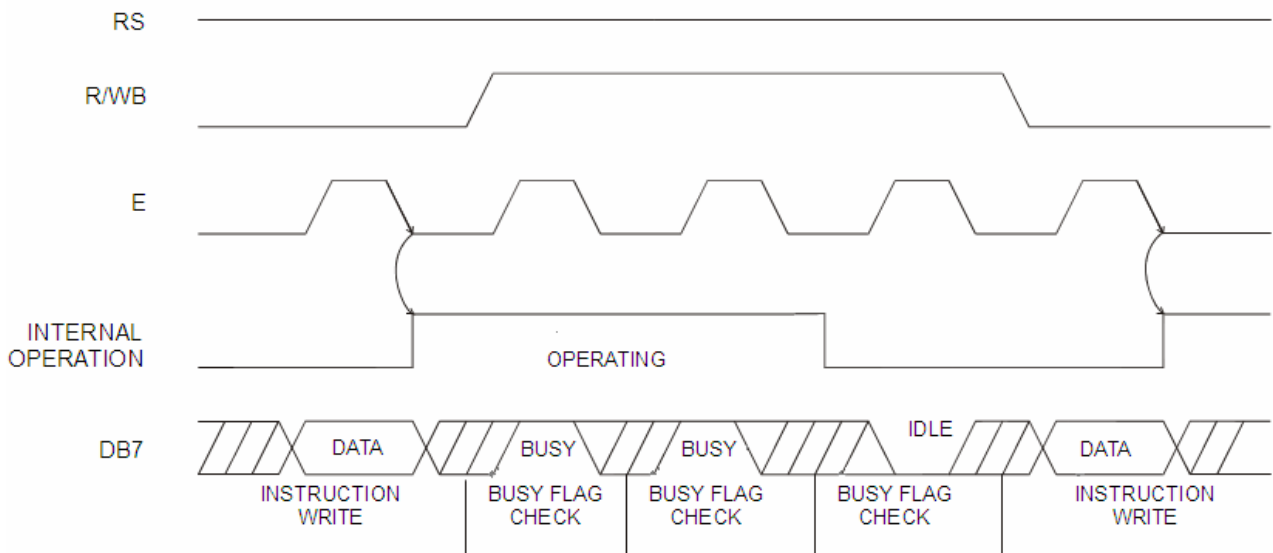 RS
R/WB
E
INTERNAL
OPERATION
OPERATING
DB7
DATA
BUSY
BUSY
IDLE
DATA
INSTRUCTION
WRITE
BUSY FLAG
CHECK
BUSY FLAG
CHECK
BUSY FLAG
CHECK
INSTRUCTION
WRITE